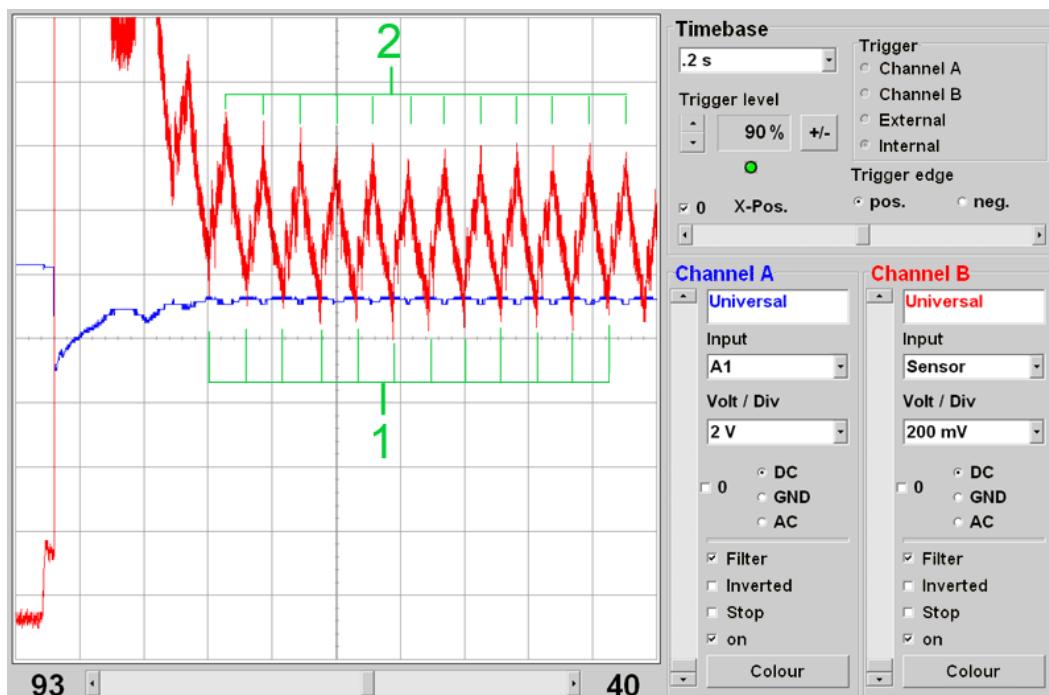 2
1
93
40
Timebase
.2 s
Trigger level
90 %
+/-
0
X-Pos.
Trigger
Channel A
Channel B
External
Internal
Trigger edge
pos.
neg.
Channel A
Universal
Input
A1
Volt / Div
2 V
0
DC
GND
AC
Filter
Inverted
Stop
on
Colour
Channel B
Universal
Input
Sensor
Volt / Div
200 mV
0
DC
GND
AC
Filter
Inverted
Stop
on
Colour